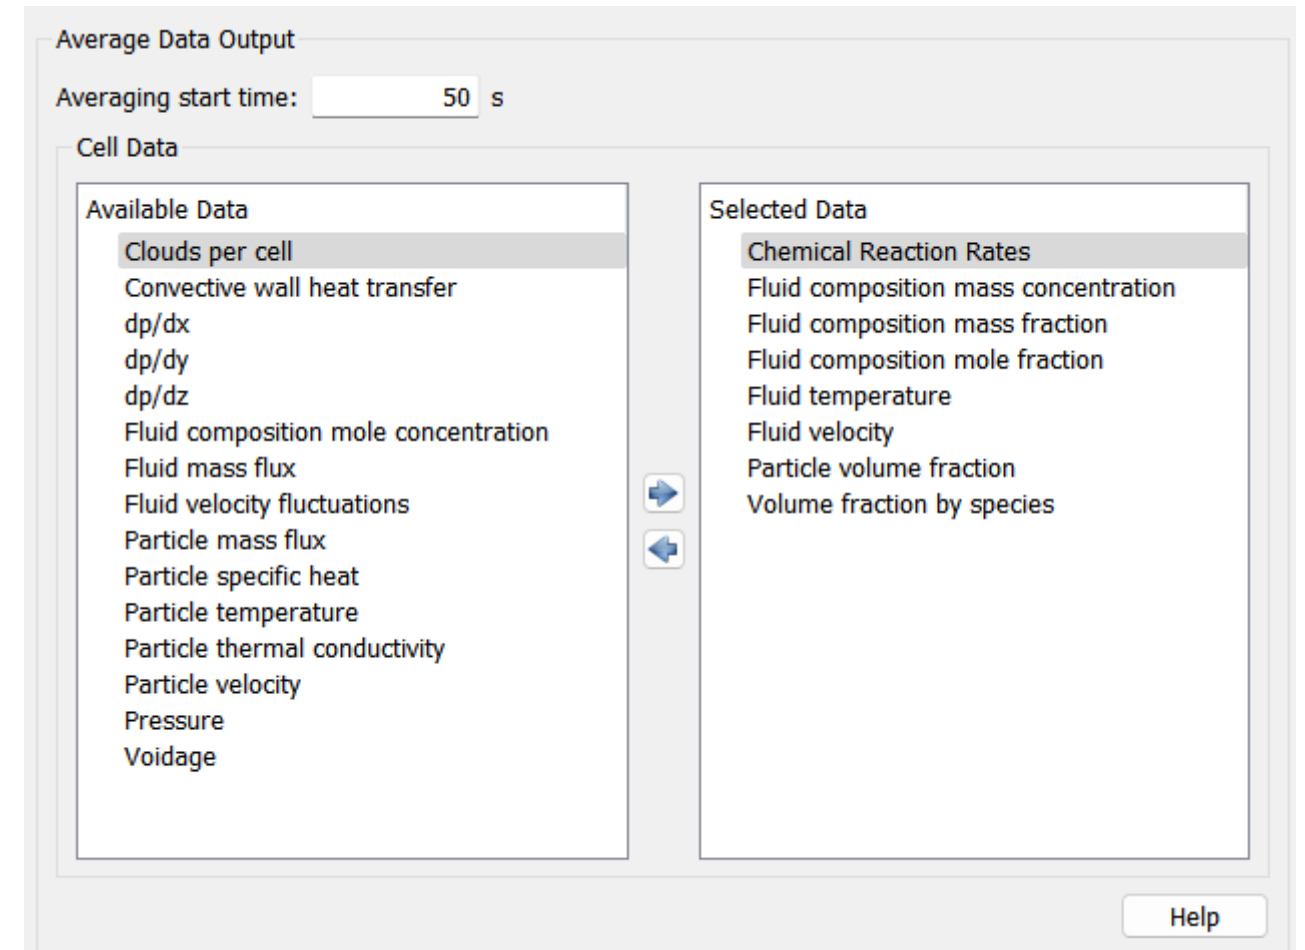 Average Data Output
Averaging start time: 50 s
Cell Data
Available Data
Clouds per cell
Convective wall heat transfer
dp/dx
dp/dy
dp/dz
Fluid composition mole concentration
Fluid mass flux
Fluid velocity fluctuations
Particle mass flux
Particle specific heat
Particle temperature
Particle thermal conductivity
Particle velocity
Pressure
Voidage
Selected Data
Chemical Reaction Rates
Fluid composition mass concentration
Fluid composition mass fraction
Fluid composition mole fraction
Fluid temperature
Fluid velocity
Particle volume fraction
Volume fraction by species
Help